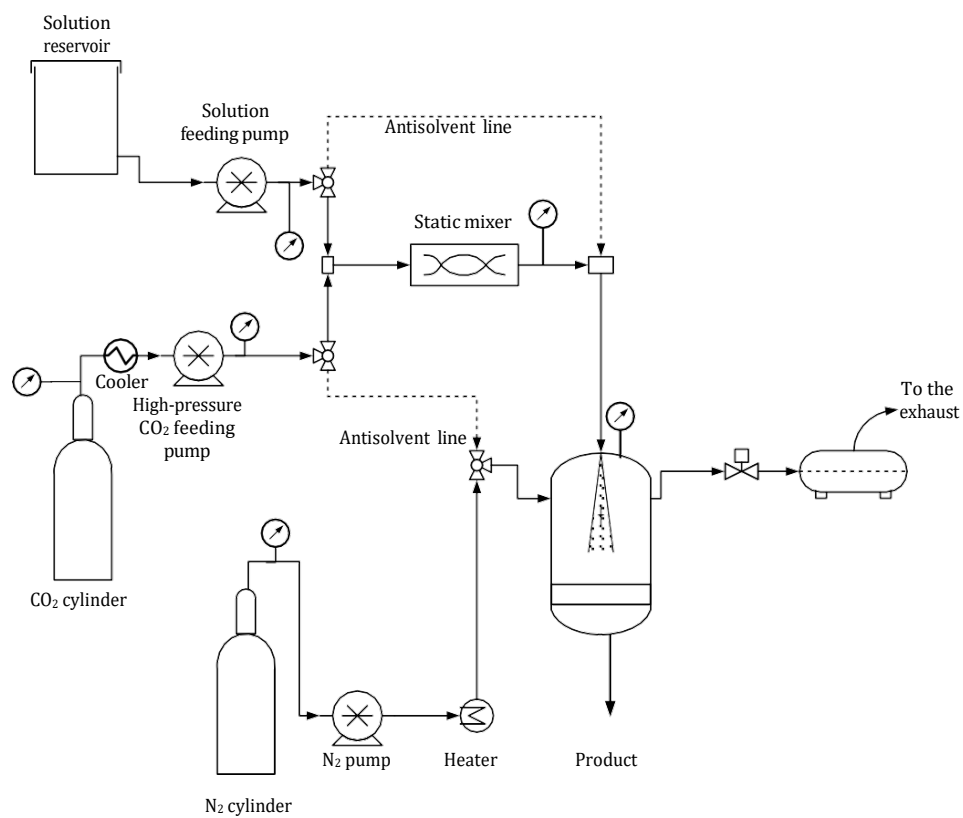 Solution
reservoir
Solution
feeding pump
Antisolvent line
Static mixer
Cooler
High-pressure
CO₂ feeding
pump
Antisolvent line
To the
exhaust
CO₂ cylinder
N₂ pump
Heater
Product
N₂ cylinder